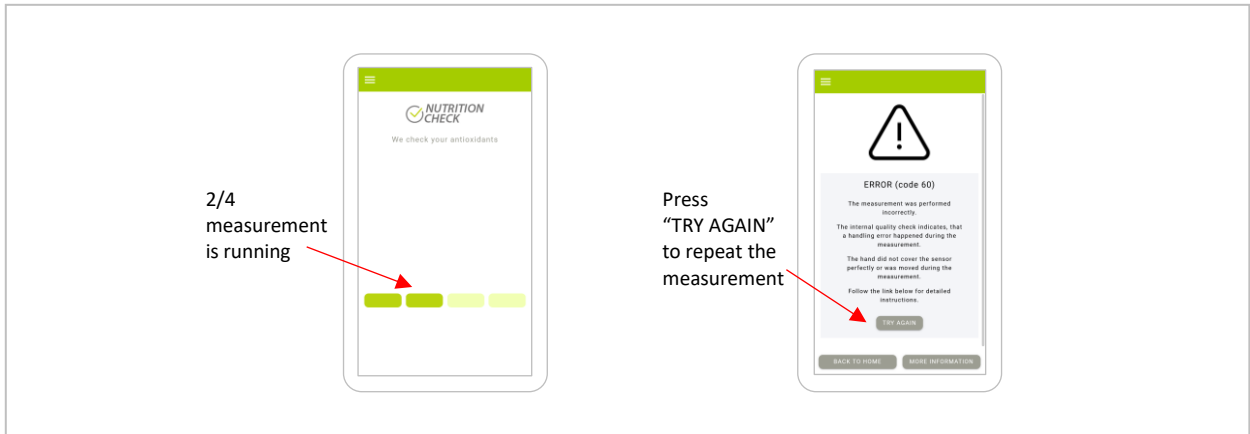 NUTRITION
CHECK
We check your antioxidants
2/4
measurement
is running
Press
“TRY AGAIN”
to repeat the
measurement
ERROR (code 60)
The measurement was performed
incorrectly.
The internal quality check indicates, that
a handling error happened during the
measurement.
The hand did not cover the sensor
perfectly or was moved during the
measurement.
Follow the link below for detailed
instructions.
TRY AGAIN
BACK TO HOME
MORE INFORMATION